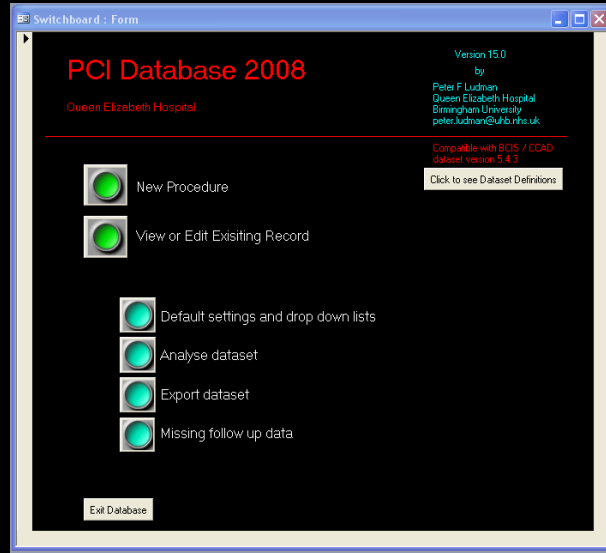 Switchboard : Form
PCI Database 2008
Queen Elizabeth Hospital
Version 15.0
by
Peter F Ludman
Queen Elizabeth Hospital
Birmingham University
peter.ludman@uhb.nhs.uk
Compatible with BCIS / CCAD
dataset version 5.4.3
Click to see Dataset Definitions
New Procedure
View or Edit Exisiting Record
Default settings and drop down lists
Analyse dataset
Export dataset
Missing follow up data
Exit Database